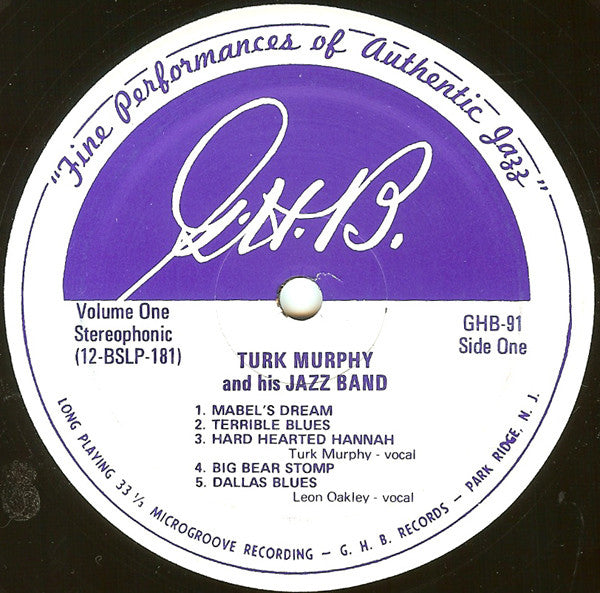 "Fine Performances of Authentic Jazz"
G.H.B.
Volume One
Stereophonic
(12-BSLP-181)
GHB-91
Side One
TURK MURPHY
and his JAZZ BAND
1. MABEL'S DREAM
2. TERRIBLE BLUES
3. HARD HEARTED HANNAH
Turk Murphy - vocal
4. BIG BEAR STOMP
5. DALLAS BLUES
Leon Oakley - vocal
LONG PLAYING 33 ⅓ MICROGROOVE RECORDING – G. H. B. RECORDS – PARK RIDGE, N. J.